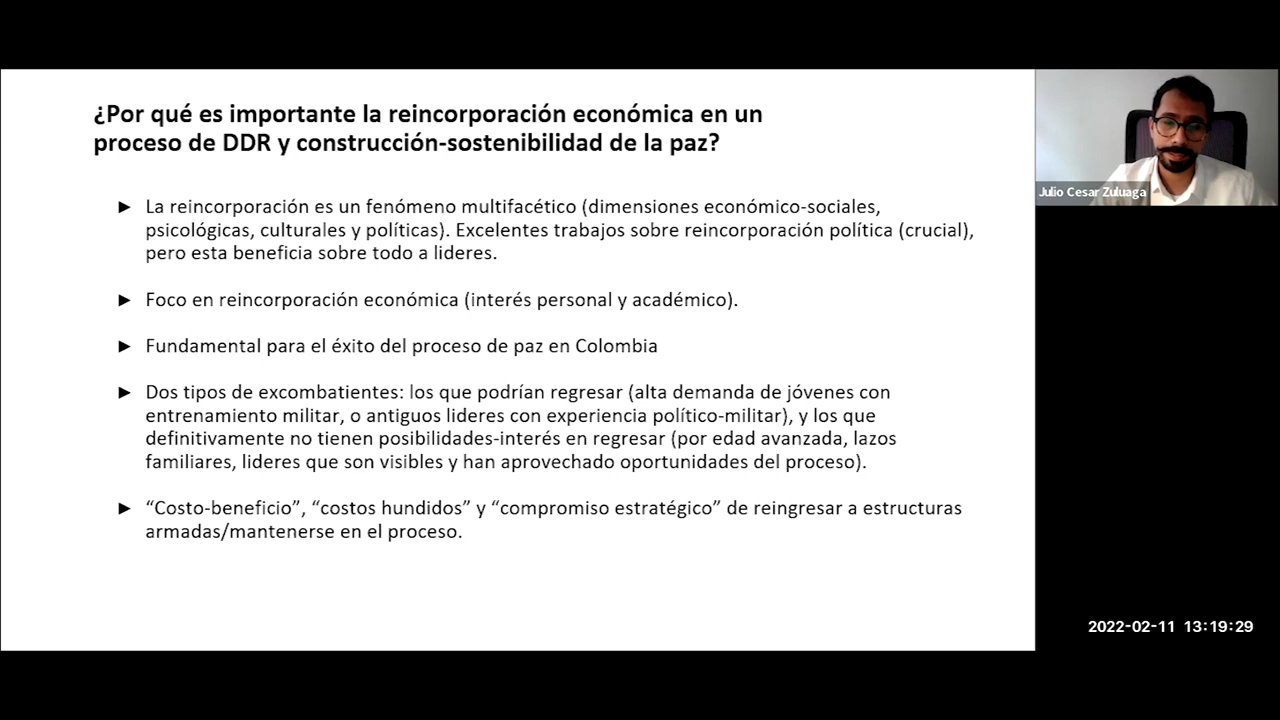 ¿Por qué es importante la reincorporación económica en un
proceso de DDR y construcción-sostenibilidad de la paz?
► La reincorporación es un fenómeno multifacético (dimensiones económico-sociales,
psicológicas, culturales y políticas). Excelentes trabajos sobre reincorporación política (crucial),
pero esta beneficia sobre todo a lideres.
► Foco en reincorporación económica (interés personal y académico).
► Fundamental para el éxito del proceso de paz en Colombia
► Dos tipos de excombatientes: los que podrían regresar (alta demanda de jóvenes con
entrenamiento militar, o antiguos lideres con experiencia político-militar), y los que
definitivamente no tienen posibilidades-interés en regresar (por edad avanzada, lazos
familiares, lideres que son visibles y han aprovechado oportunidades del proceso).
► “Costo-beneficio”, “costos hundidos” y “compromiso estratégico” de reingresar a estructuras
armadas/mantenerse en el proceso.
Julio Cesar Zuluaga
2022-02-11 13:19:29